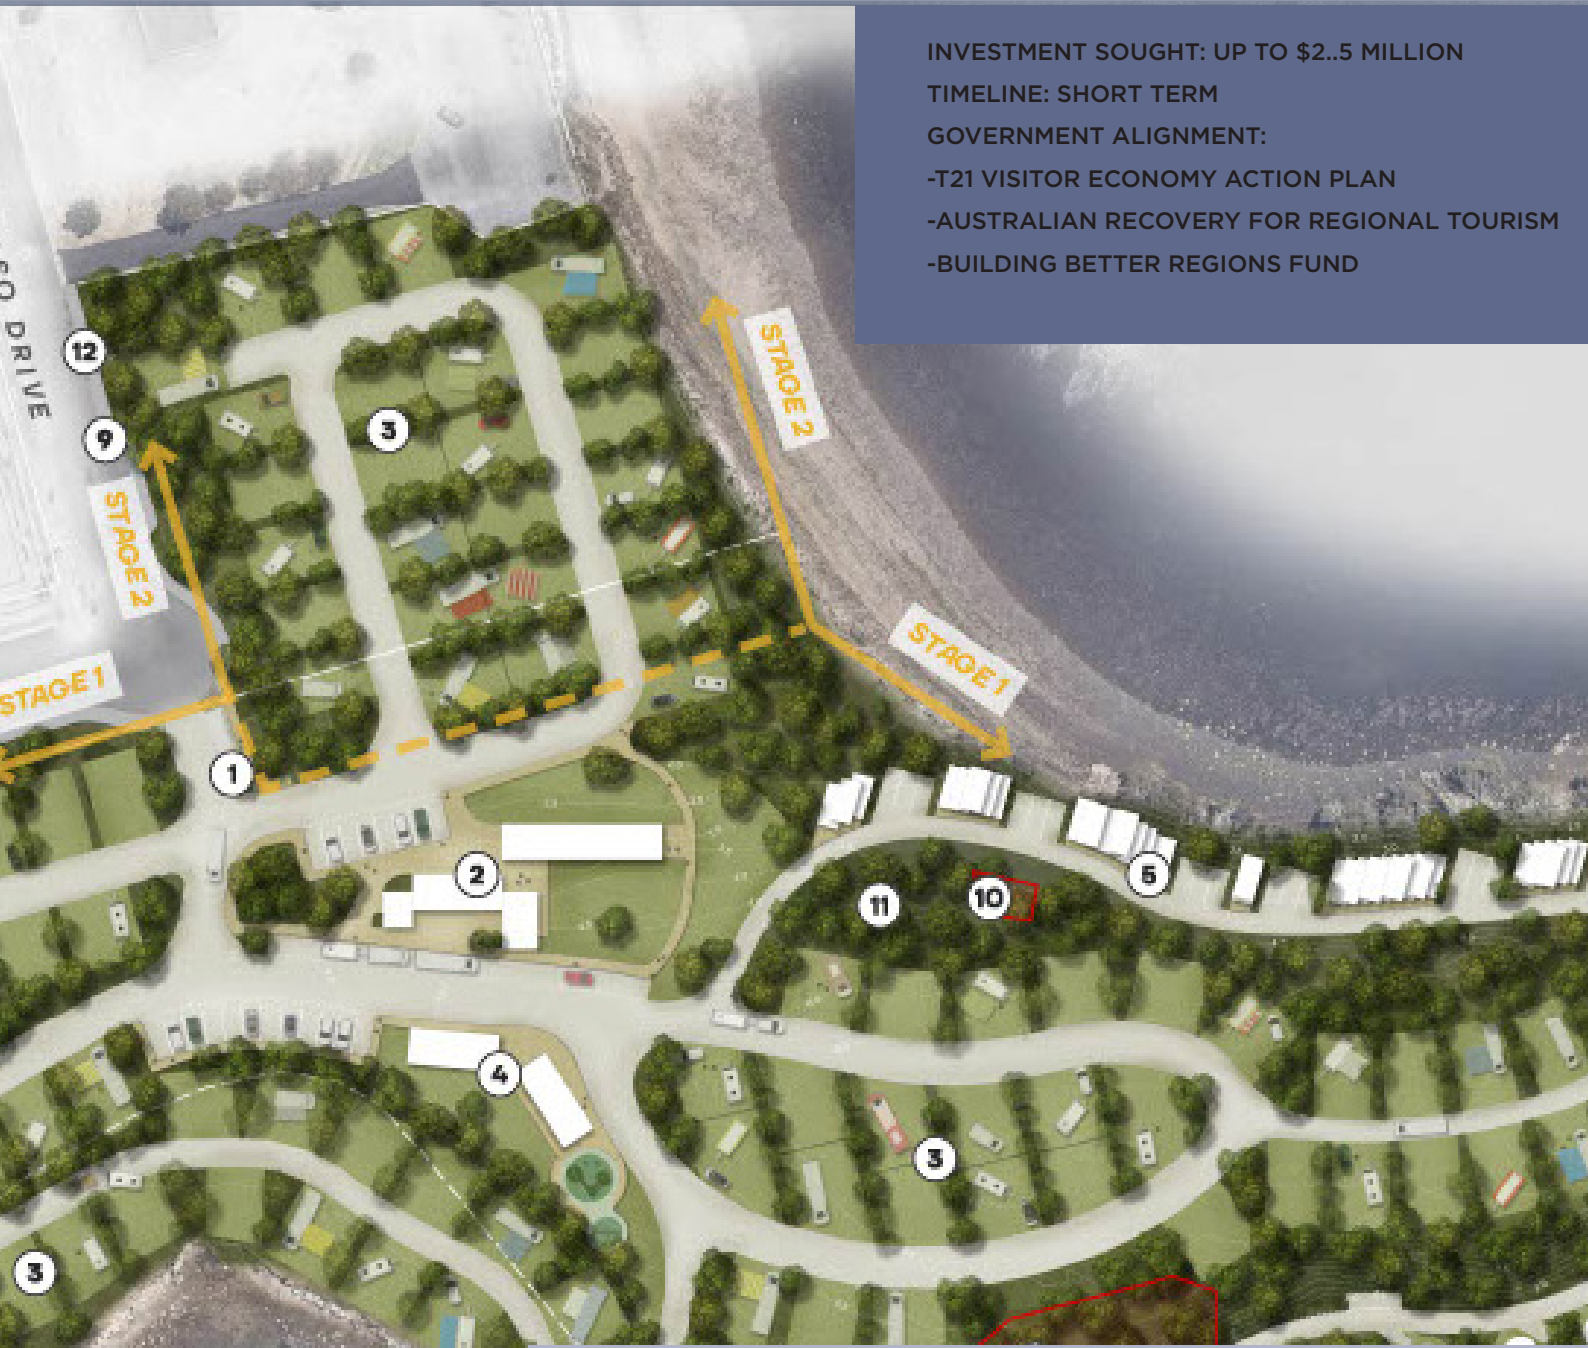 INVESTMENT SOUGHT: UP TO $2..5 MILLION
TIMELINE: SHORT TERM
GOVERNMENT ALIGNMENT:
-T21 VISITOR ECONOMY ACTION PLAN
-AUSTRALIAN RECOVERY FOR REGIONAL TOURISM
-BUILDING BETTER REGIONS FUND
DRIVE
12
9
3
STAGE 2
STAGE 2
STAGE 1
STAGE 1
1
2
5
11
10
4
3
3